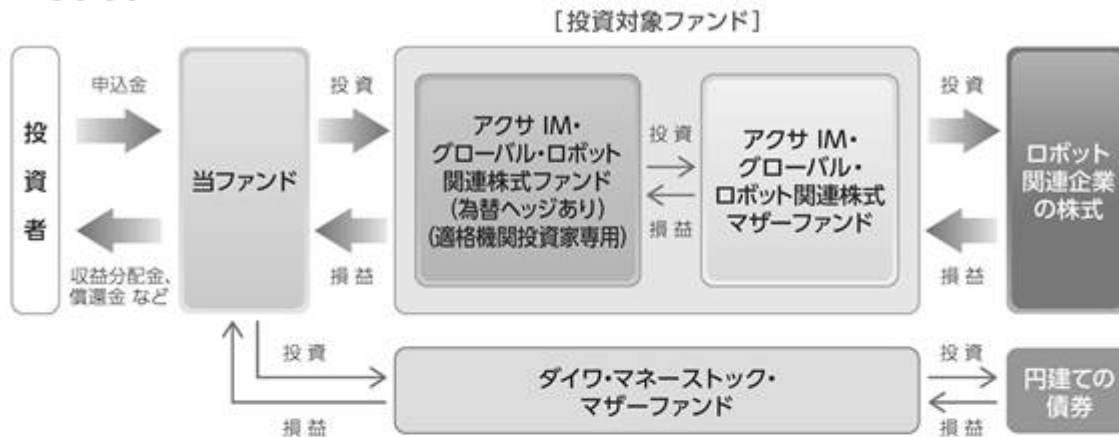 [投資対象ファンド]
投資者
申込金
収益分配金、
償還金 など
当ファンド
投資
損益
アクサ IM・
グローバル・ロボット
関連株式ファンド
(為替ヘッジあり)
(適格機関投資家専用)
投資
損益
アクサ IM・
グローバル・
ロボット関連株式
マザーファンド
投資
損益
ロボット
関連企業
の株式
投資
損益
ダイワ・マネーストック・
マザーファンド
投資
損益
円建ての
債券